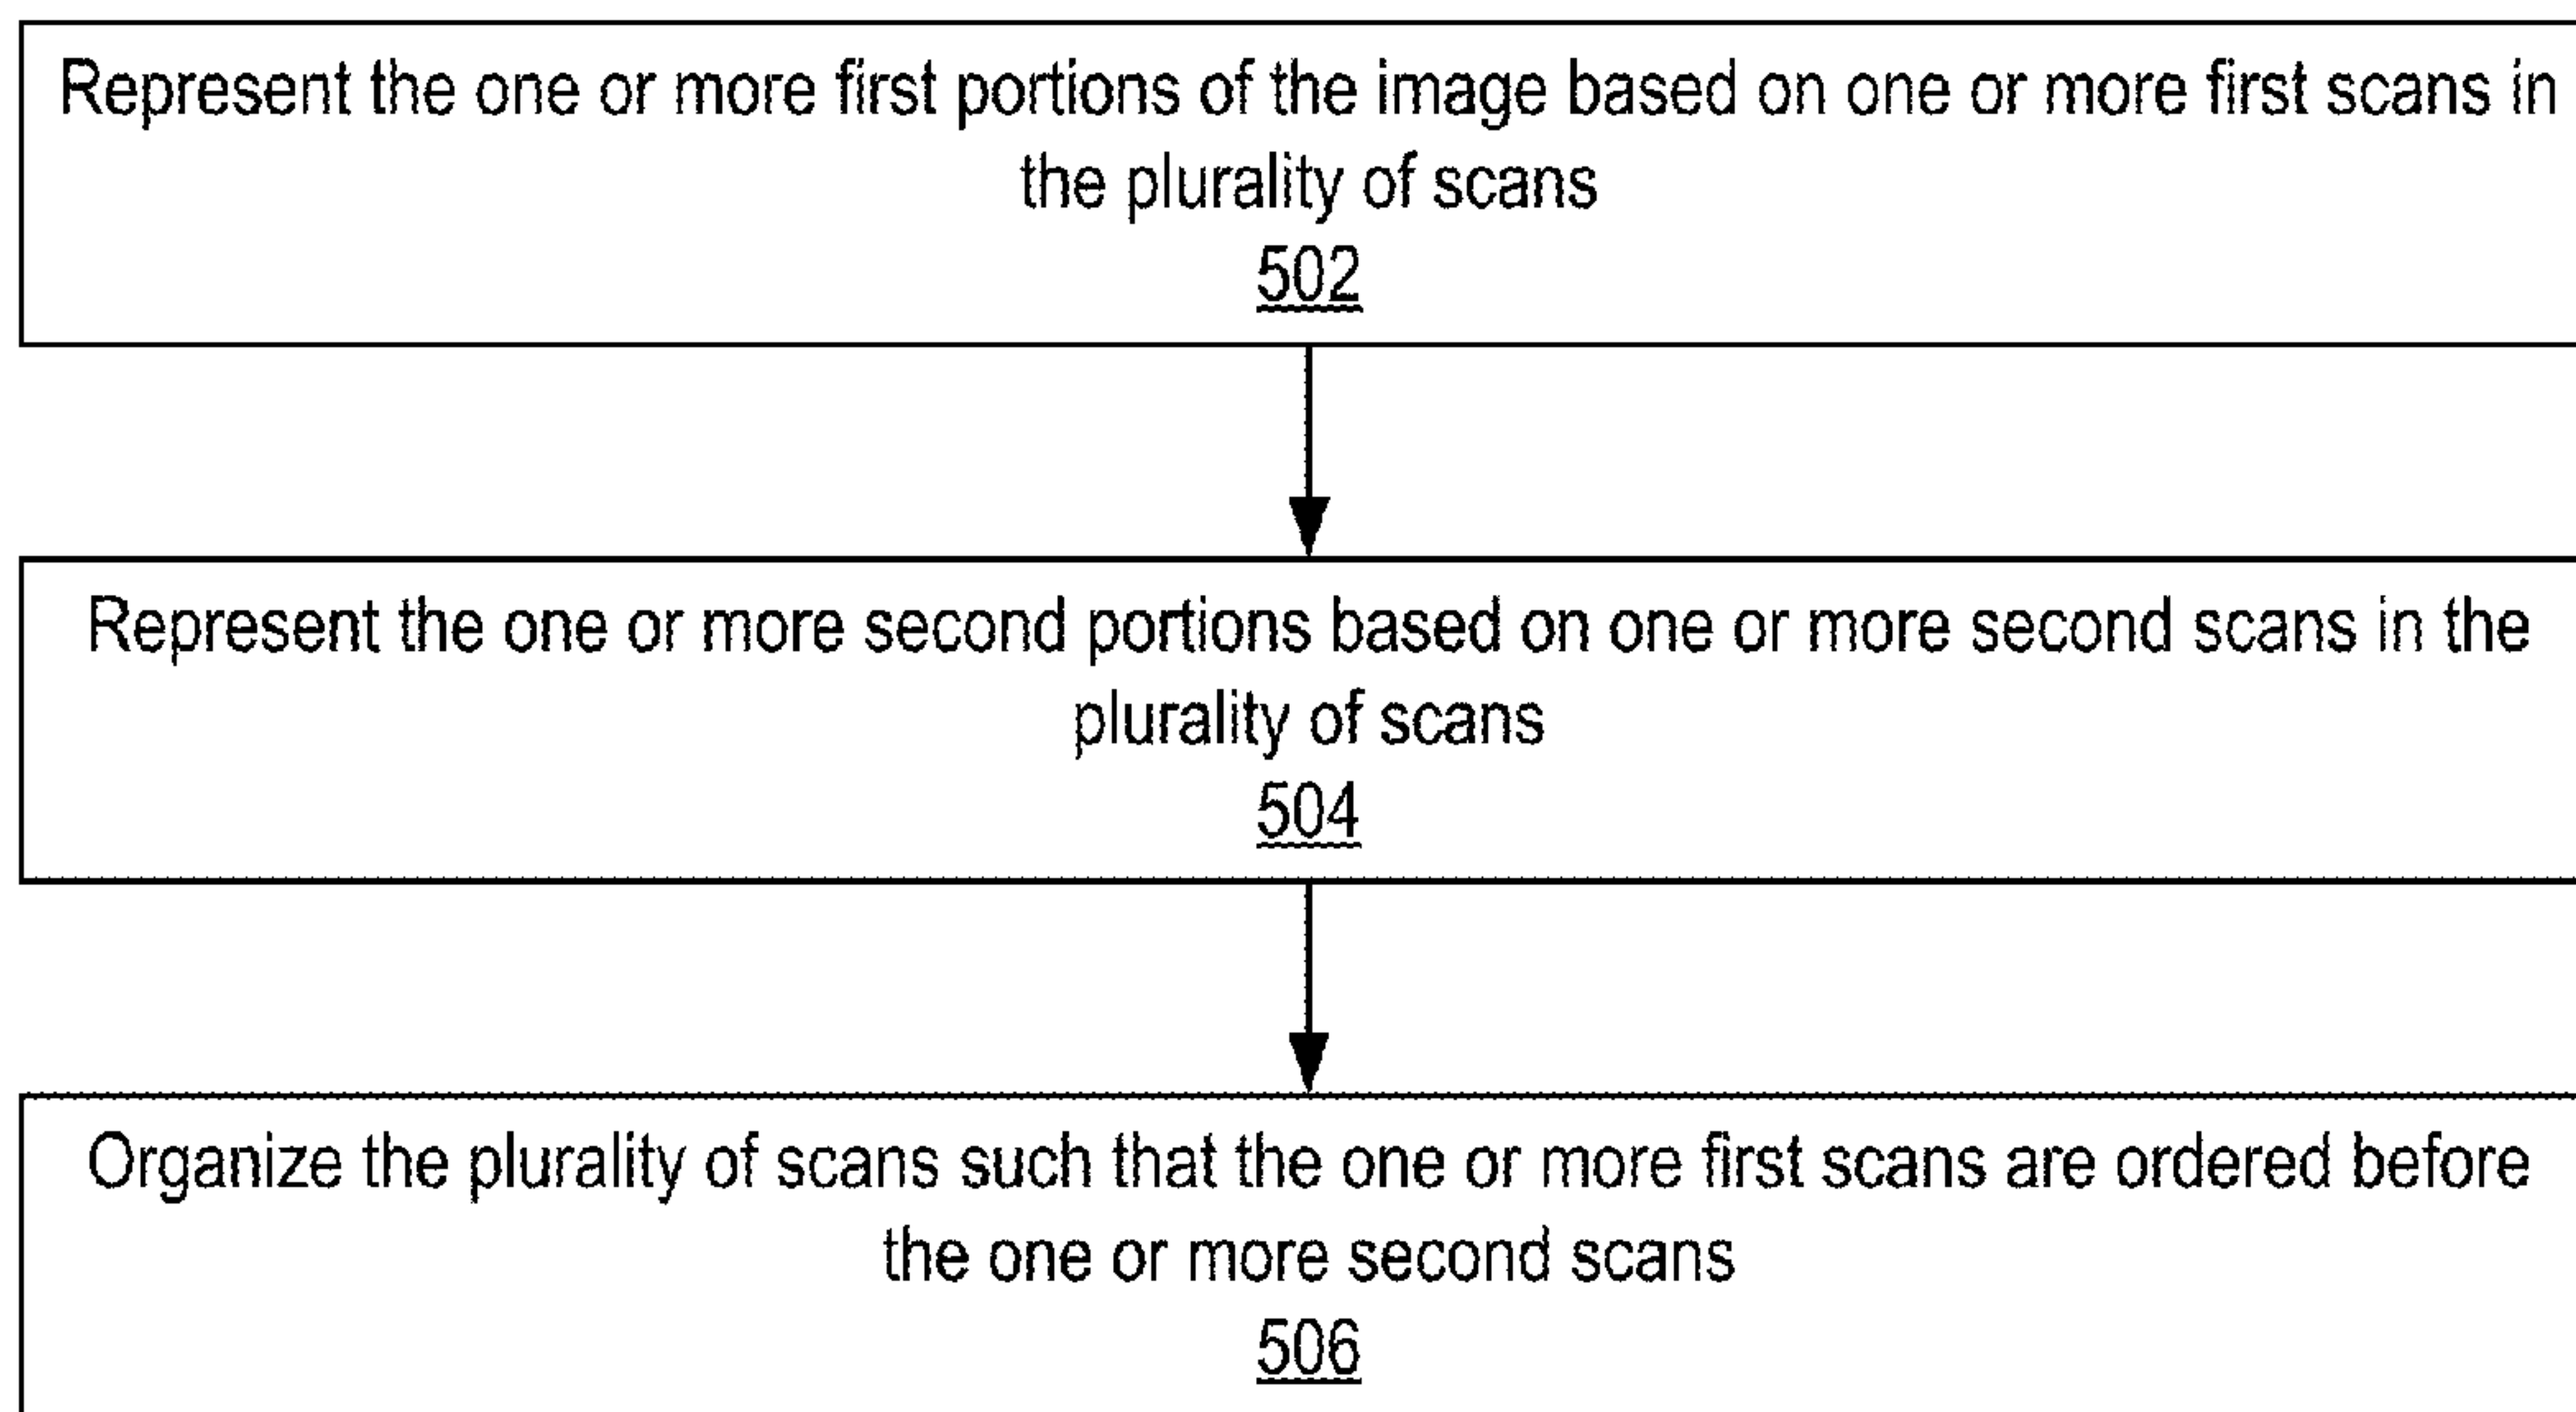 Represent the one or more first portions of the image based on one or more first scans in
the plurality of scans
502
Represent the one or more second portions based on one or more second scans in the
plurality of scans
504
Organize the plurality of scans such that the one or more first scans are ordered before
the one or more second scans
506